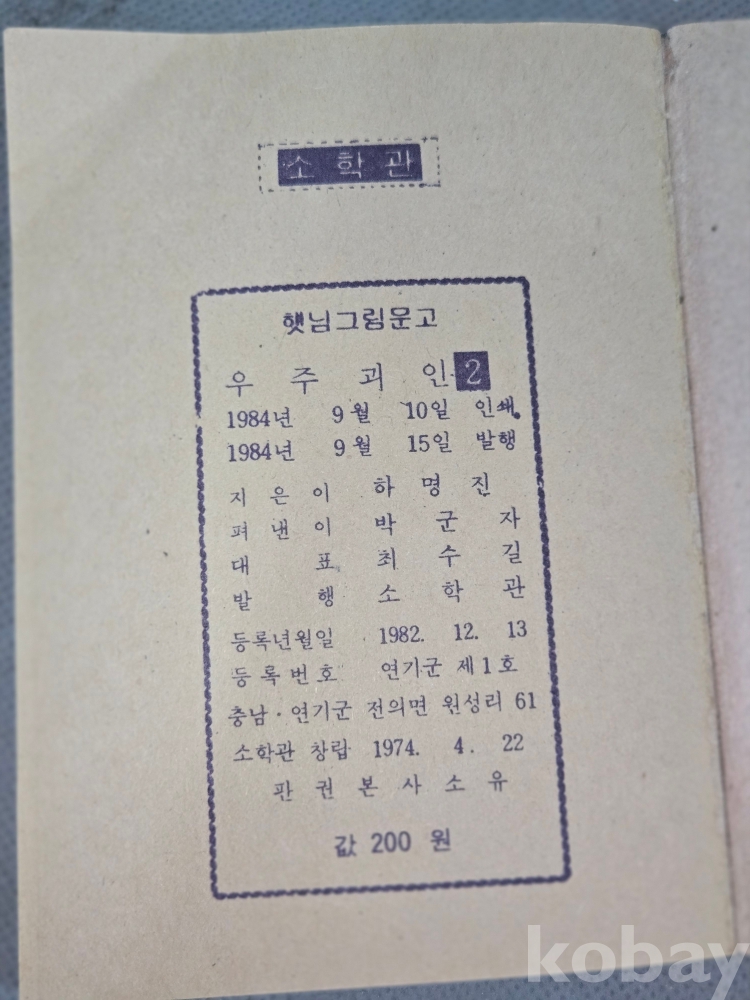 소학관
햇님그림문고
우주괴인 2
1984년 9월 10일 인쇄
1984년 9월 15일 발행
지은이 하명진
펴낸이 박군자
대표 최수길
발행 소학관
등록년월일 1982. 12. 13
등록번호 연기군 제1호
충남·연기군 전의면 원성리 61
소학관 창립 1974. 4. 22
판권본사소유
값 200 원
kobay